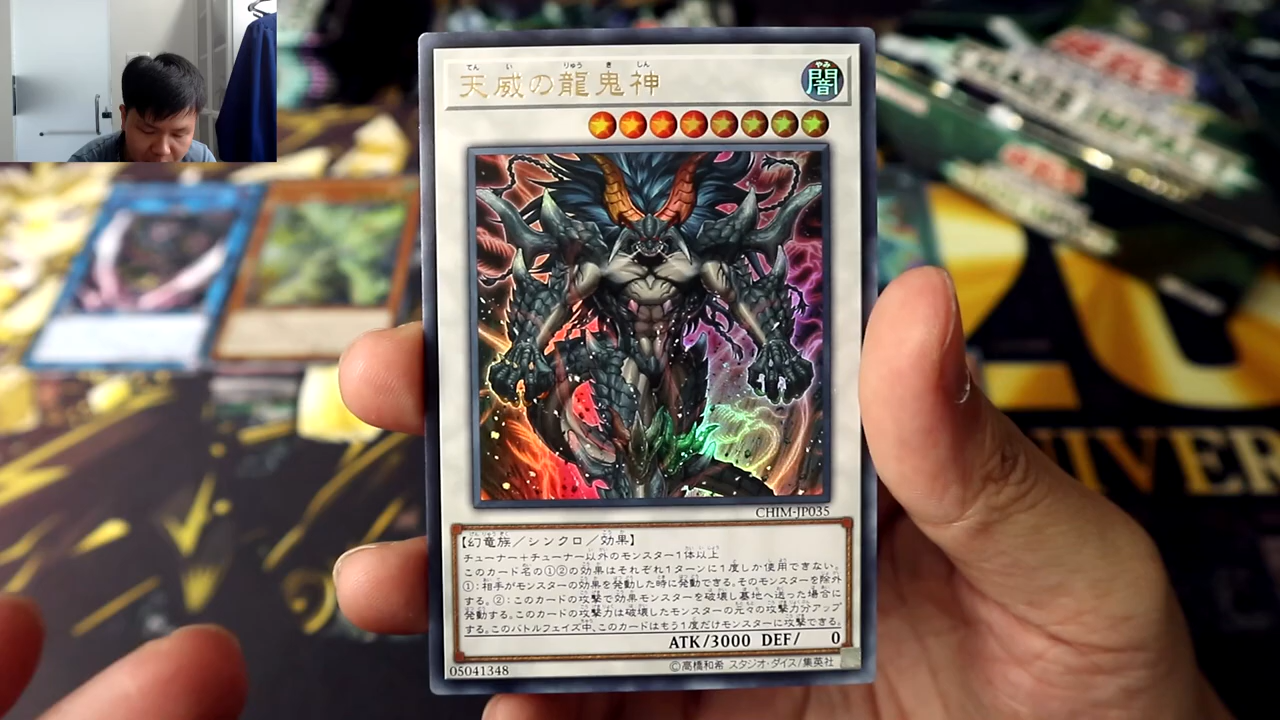 天威の龍鬼神
てんい りゅうきしん
闇
やみ
CHIM-JP035
【幻竜族／シンクロ／効果】
チューナー＋チューナー以外のモンスター1体以上
このカード名の①②の効果はそれぞれ1ターンに1度しか使用できない。
①：相手がモンスターの効果を発動した時に発動できる。そのモンスターを除外
する。②：このカードの攻撃で効果モンスターを破壊し墓地へ送った場合に
発動する。このカードの攻撃力は破壊したモンスターの元々の攻撃力分アップ
する。このバトルフェイズ中、このカードはもう1度だけモンスターに攻撃できる。
ATK/3000 DEF/ 0
05041348
©高橋和希 スタジオ・ダイス/集英社